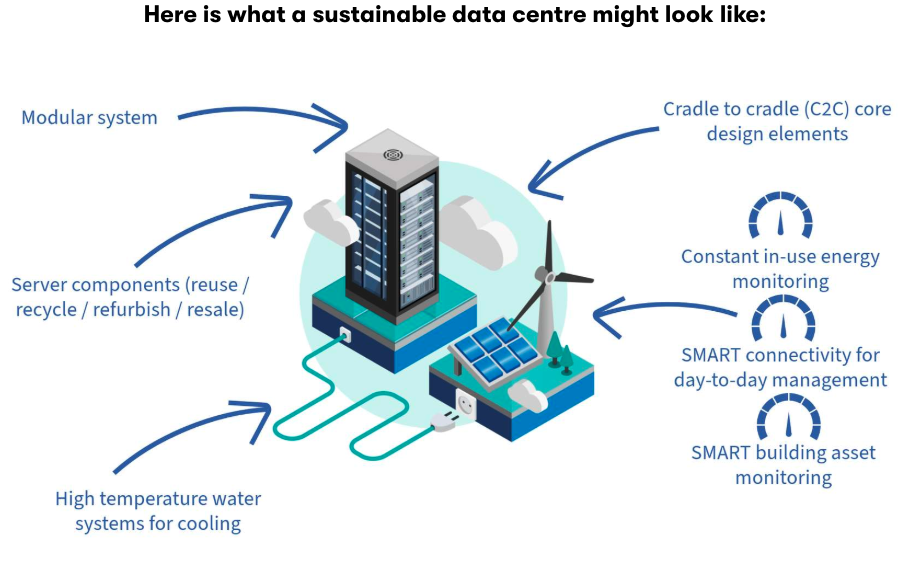 Here is what a sustainable data centre might look like:
Modular system
Cradle to cradle (C2C) core
design elements
Server components (reuse /
recycle / refurbish / resale)
Constant in-use energy
monitoring
SMART connectivity for
day-to-day management
SMART building asset
monitoring
High temperature water
systems for cooling